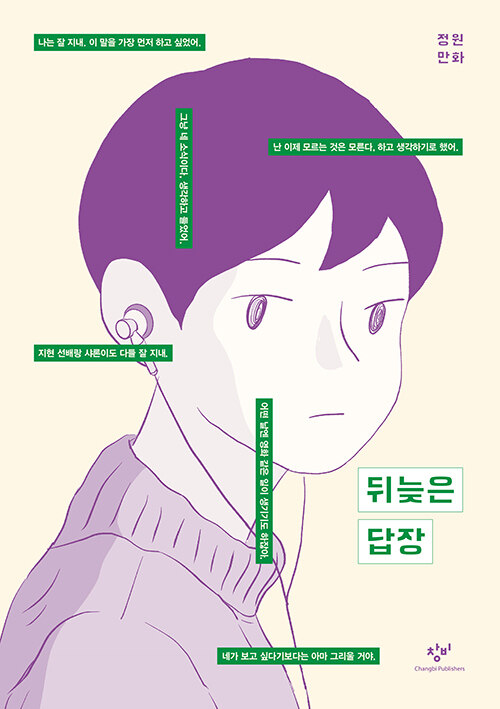 나는 잘 지내, 이 말을 가장 먼저 하고 싶었어.
정원
만화
그냥 네 소식이다, 생각하고 들었어.
난 이제 모르는 것은 모른다, 하고 생각하기로 했어.
지현 선배랑 샤론이도 다들 잘 지내.
어떤 날엔 영화 같은 일이 생기기도 하잖아.
뒤늦은
답장
네가 보고 싶다기보다는 아마 그리울 거야.
창비
Changbi Publishers